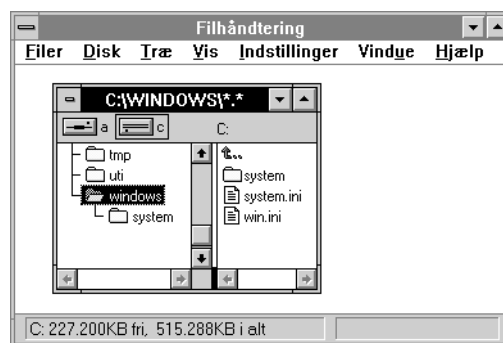 Filhåndtering
Filer Disk Træ Vis Indstillinger Vindue Hjælp
C:\WINDOWS\*.*
a c C:
tmp
uti
windows
system
..
system
system.ini
win.ini
C: 227.200KB fri, 515.288KB i alt